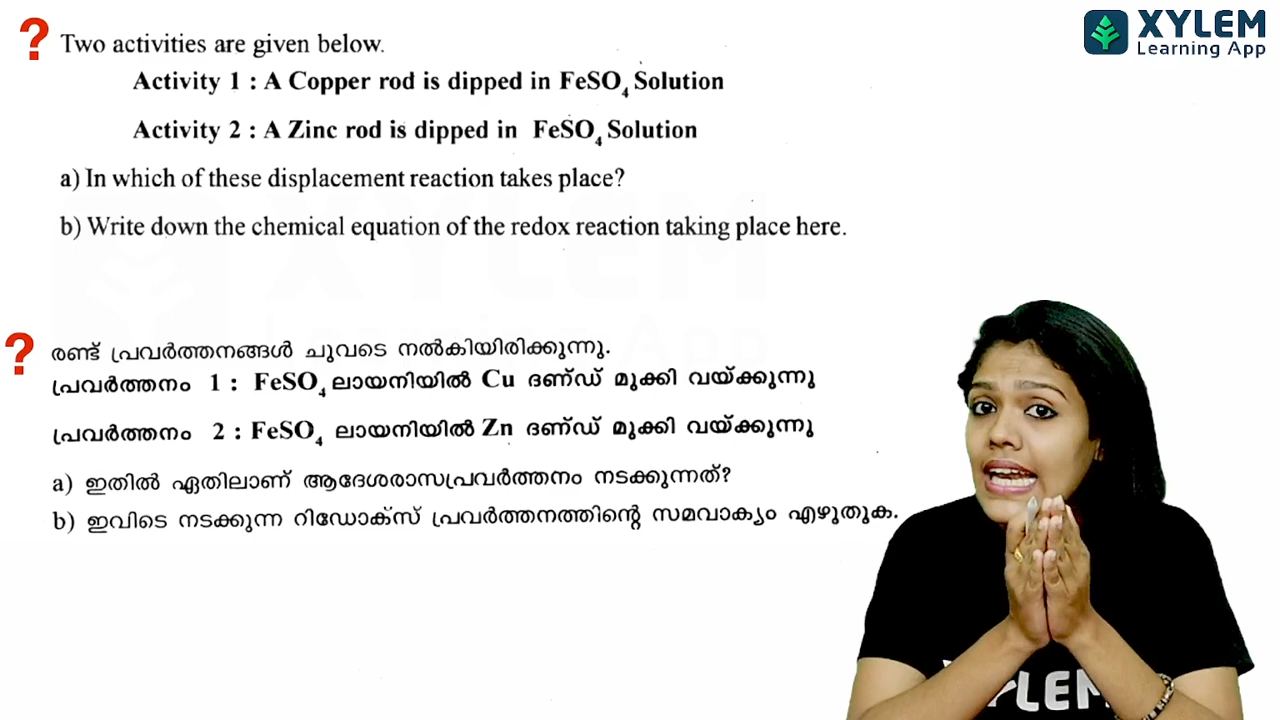 ? Two activities are given below.
Activity 1 : A Copper rod is dipped in FeSO₄ Solution
Activity 2 : A Zinc rod is dipped in FeSO₄ Solution
a) In which of these displacement reaction takes place?
b) Write down the chemical equation of the redox reaction taking place here.
? രണ്ട് പ്രവർത്തനങ്ങൾ ചുവടെ നൽകിയിരിക്കുന്നു.
പ്രവർത്തനം 1 : FeSO₄ ലായനിയിൽ Cu ദണ്ഡ് മുക്കി വയ്ക്കുന്നു
പ്രവർത്തനം 2 : FeSO₄ ലായനിയിൽ Zn ദണ്ഡ് മുക്കി വയ്ക്കുന്നു
a) ഇതിൽ ഏതിലാണ് ആദേശരാസപ്രവർത്തനം നടക്കുന്നത്?
b) ഇവിടെ നടക്കുന്ന റിഡോക്സ് പ്രവർത്തനത്തിന്റെ സമവാക്യം എഴുതുക.
XYLEM
Learning App
XYLEM
Learning App
YLEM